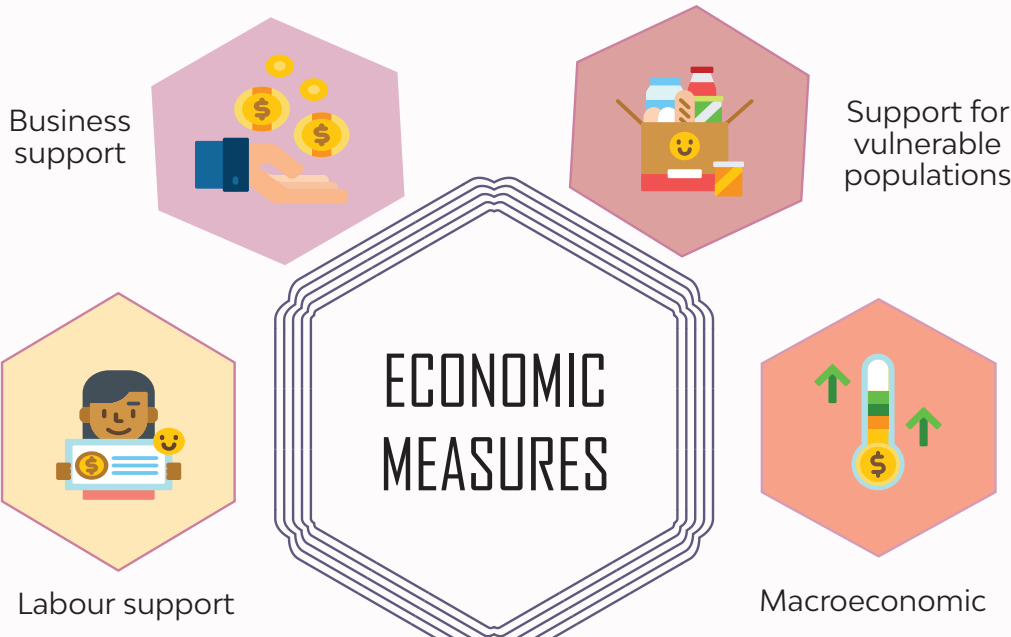 Business
support
Support for
vulnerable
populations
ECONOMIC
MEASURES
Labour support
Macroeconomic